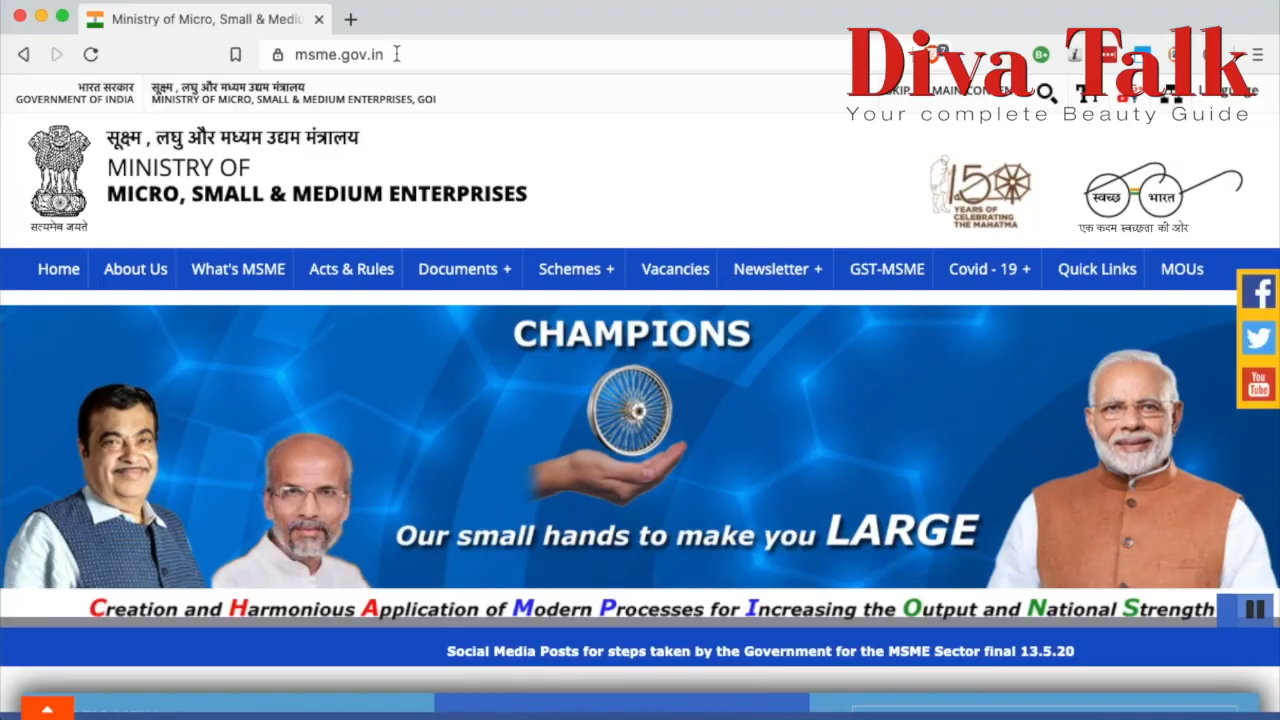 Ministry of Micro, Small & Mediu
msme.gov.in
Diva Talk
Your complete Beauty Guide
भारत सरकार
GOVERNMENT OF INDIA
सूक्ष्म , लघु और मध्यम उद्यम मंत्रालय
MINISTRY OF MICRO, SMALL & MEDIUM ENTERPRISES, GOI
SKIP MAIN CONTENT
Language
सूक्ष्म , लघु और मध्यम उद्यम मंत्रालय
MINISTRY OF
MICRO, SMALL & MEDIUM ENTERPRISES
सत्यमेव जयते
150
YEARS OF
CELEBRATING
THE MAHATMA
स्वच्छ भारत
एक कदम स्वच्छता की ओर
Home About Us What's MSME Acts & Rules Documents + Schemes + Vacancies Newsletter + GST-MSME Covid - 19 + Quick Links MOUs
CHAMPIONS
Our small hands to make you LARGE
You
Tube
Creation and Harmonious Application of Modern Processes for Increasing the Output and National Strength
Social Media Posts for steps taken by the Government for the MSME Sector final 13.5.20